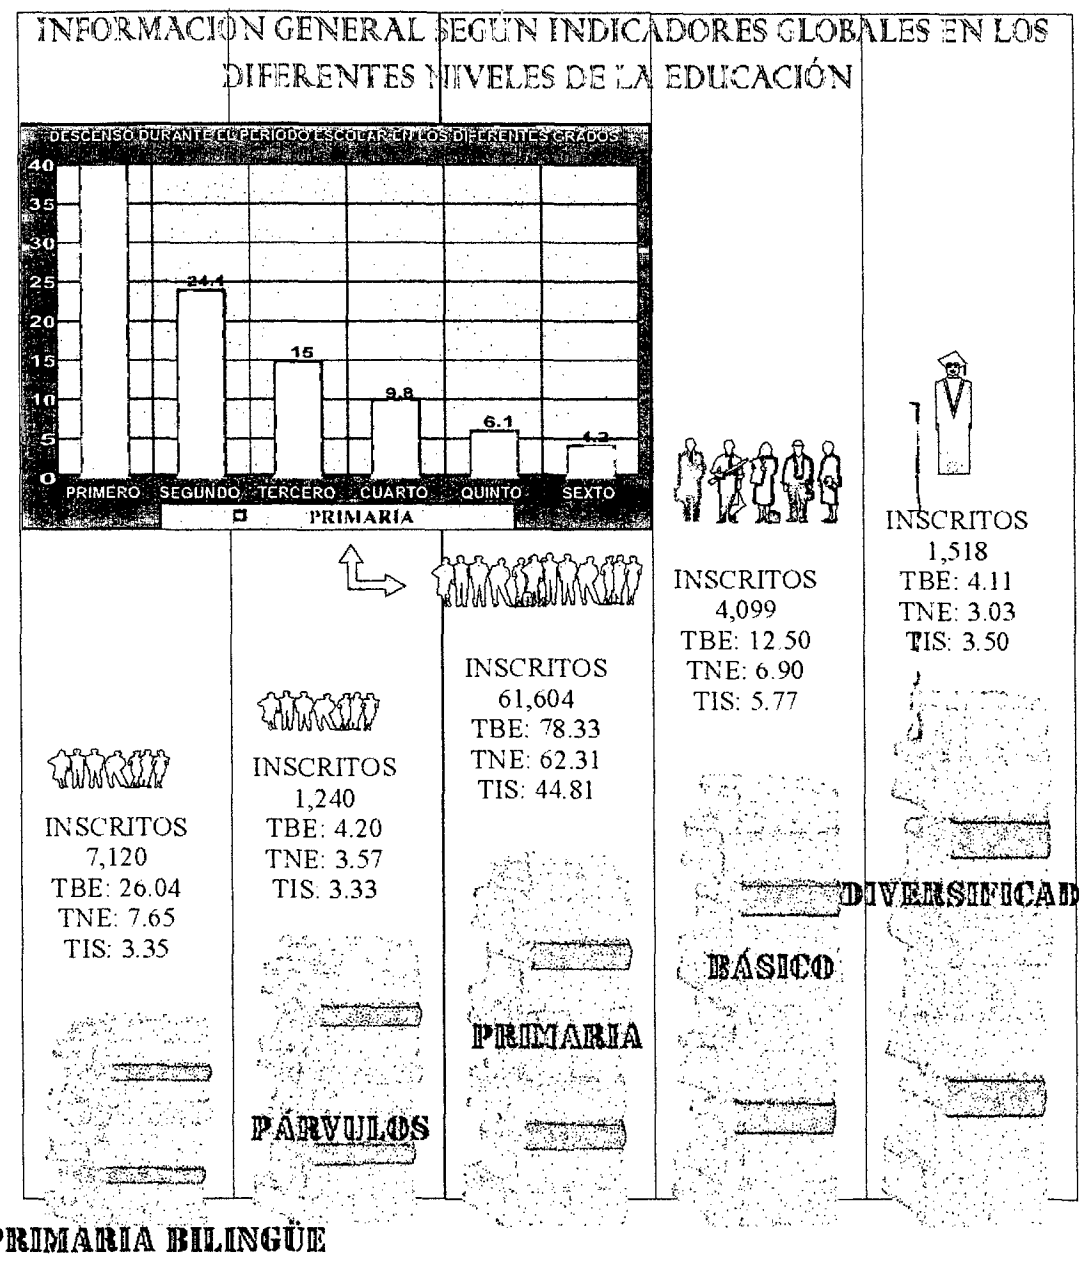 INFORMACIÓN GENERAL SEGÚN INDICADORES GLOBALES EN LOS
DIFERENTES NIVELES DE LA EDUCACIÓN
DESCENSO DURANTE EL PERIODO ESCOLAR EN LOS DIFERENTES GRADOS
40
35
30
25
20
15
10
5
0
24.1
15
9.8
6.1
4.2
PRIMERO SEGUNDO TERCERO CUARTO QUINTO SEXTO
PRIMARIA
INSCRITOS
7,120
TBE: 26.04
TNE: 7.65
TIS: 3.35
PRIMARIA BILINGÜE
INSCRITOS
1,240
TBE: 4.20
TNE: 3.57
TIS. 3.33
PÁRVULOS
INSCRITOS
61,604
TBE: 78.33
TNE: 62.31
TIS: 44.81
PRIMARIA
INSCRITOS
4,099
TBE: 12.50
TNE: 6.90
TIS: 5.77
BÁSICO
INSCRITOS
1,518
TBE: 4.11
TNE: 3.03
TIS: 3.50
DIVERSIFICAD